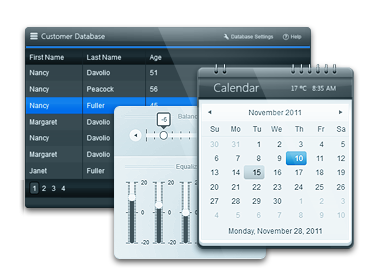 Customer Database
Database Settings
Help
First Name Last Name Age
Nancy Davolio 51
Nancy Peacock 56
Nancy Fuller 45
Margaret Davolio
Nancy Davolio
Margaret Davolio
Janet Fuller
1 2 3 4
Balance
-6
Equalizer
20 20
0 0
-20 -20
Calendar 17 °C 8:35 AM
November 2011
Su Mo Tu We Th Fr Sa
30 31 1 2 3 4 5
6 7 8 9 10 11 12
13 14 15 16 17 18 19
20 21 22 23 24 25 26
27 28 29 30 1 2 3
4 5 6 7 8 9 10
Monday, November 28, 2011